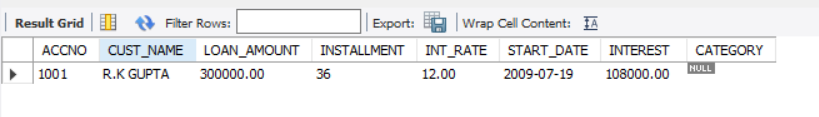 Result Grid Filter Rows: Export: Wrap Cell Content: IA
ACCNO CUST_NAME LOAN_AMOUNT INSTALLMENT INT_RATE START_DATE INTEREST CATEGORY
1001 R.K GUPTA 300000.00 36 12.00 2009-07-19 108000.00 NULL